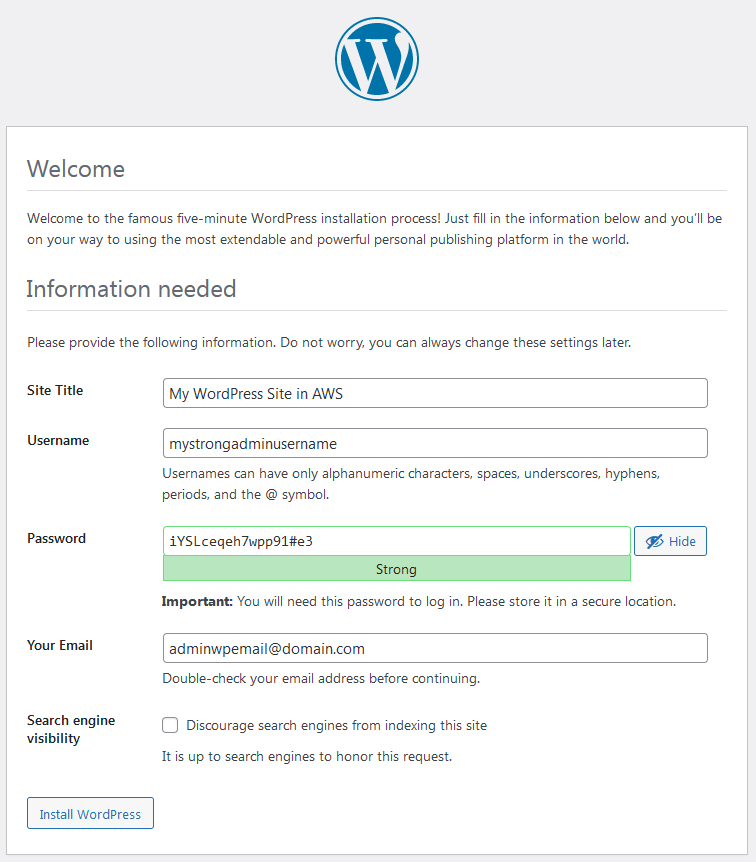 Welcome
Welcome to the famous five-minute WordPress installation process! Just fill in the information below and you’ll be
on your way to using the most extendable and powerful personal publishing platform in the world.
Information needed
Please provide the following information. Do not worry, you can always change these settings later.
Site Title
My WordPress Site in AWS
Username
mystrongadminusername
Usernames can have only alphanumeric characters, spaces, underscores, hyphens,
periods, and the @ symbol.
Password
iYSLceqeh7wpp91#e3
Hide
Strong
Important: You will need this password to log in. Please store it in a secure location.
Your Email
adminwpemail@domain.com
Double-check your email address before continuing.
Search engine
visibility
Discourage search engines from indexing this site
It is up to search engines to honor this request.
Install WordPress